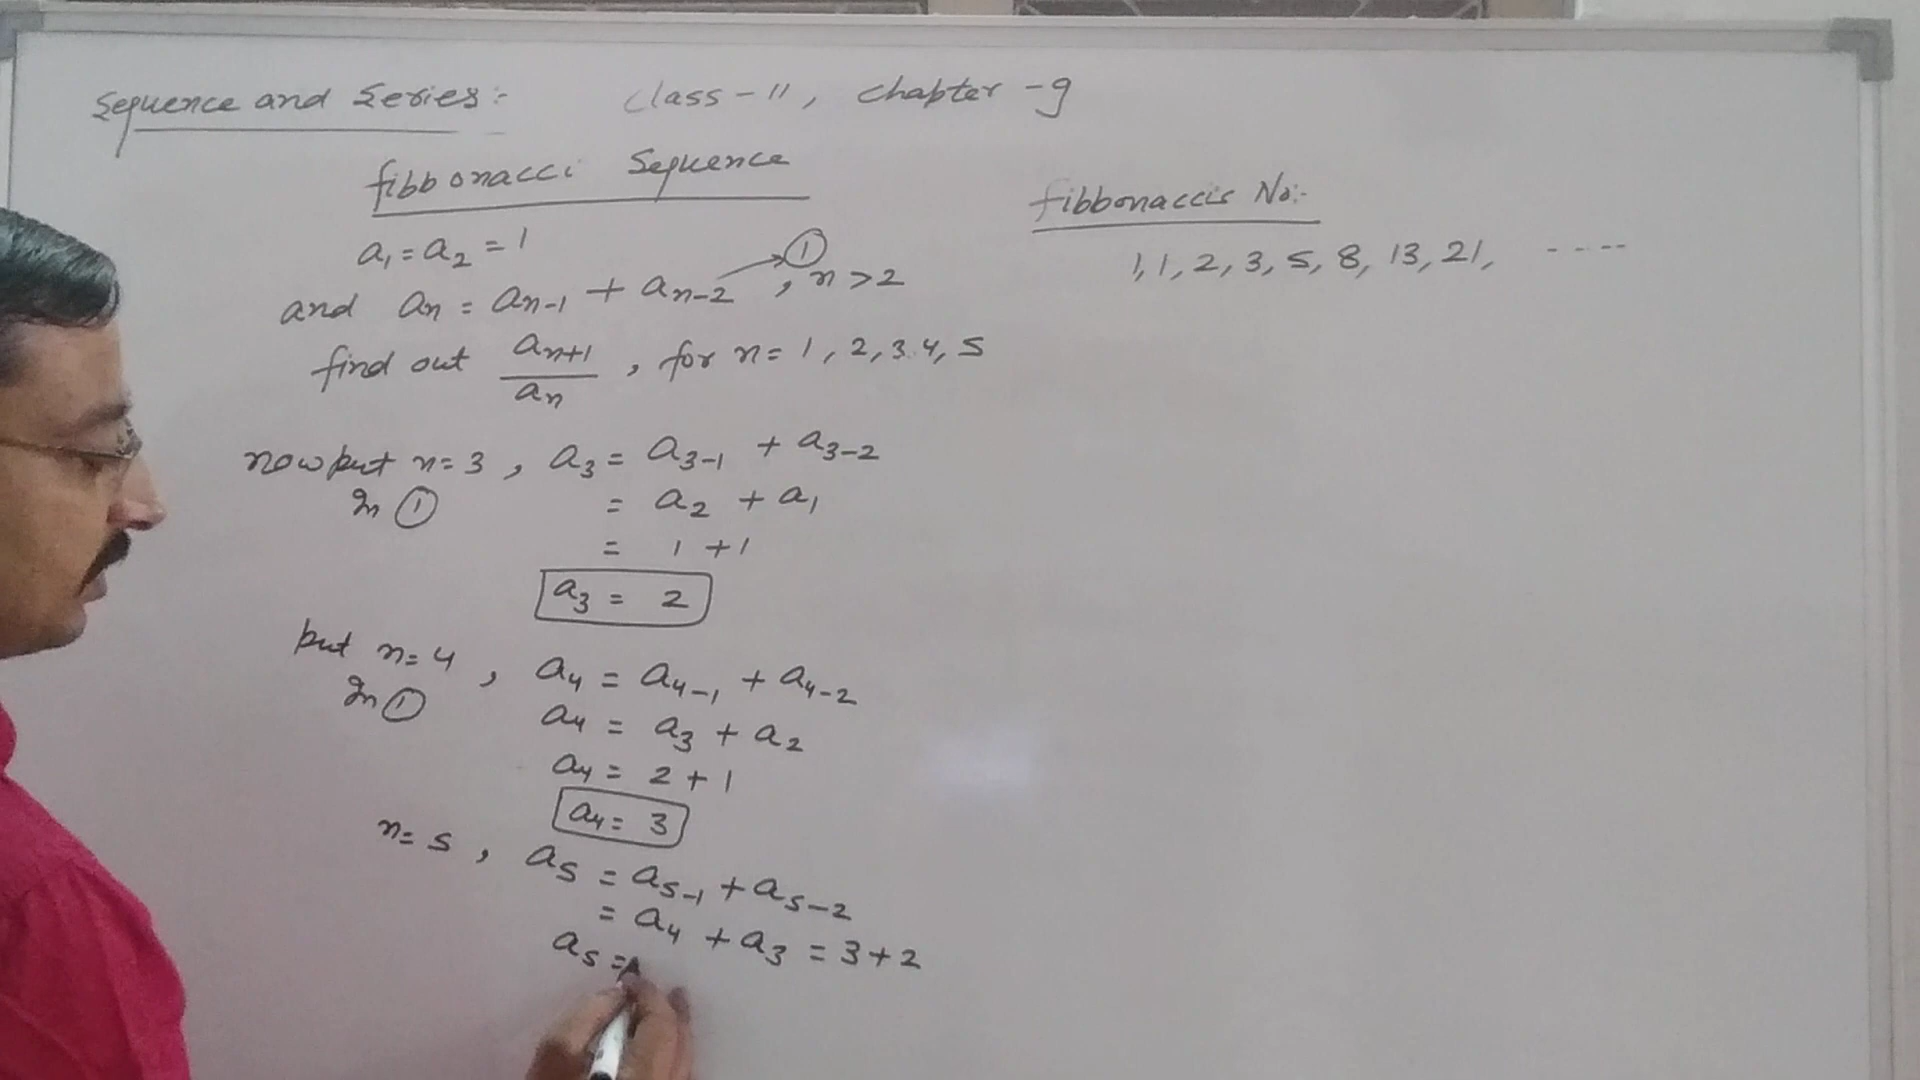 Sequence and Series:- Class-11, Chapter-9
fibbonacci Sequence
a₁ = a₂ = 1
and aₙ = aₙ₋₁ + aₙ₋₂ , n > 2 ①
find out aₙ₊₁/aₙ , for n = 1, 2, 3, 4, 5
now put n = 3 , a₃ = a₃₋₁ + a₃₋₂
In ① = a₂ + a₁
= 1 + 1
a₃ = 2
put n = 4 , a₄ = a₄₋₁ + a₄₋₂
In ① a₄ = a₃ + a₂
a₄ = 2 + 1
a₄ = 3
n = 5 , a₅ = a₅₋₁ + a₅₋₂
= a₄ + a₃ = 3 + 2
a₅ =
fibbonaccis No:-
1, 1, 2, 3, 5, 8, 13, 21, -----